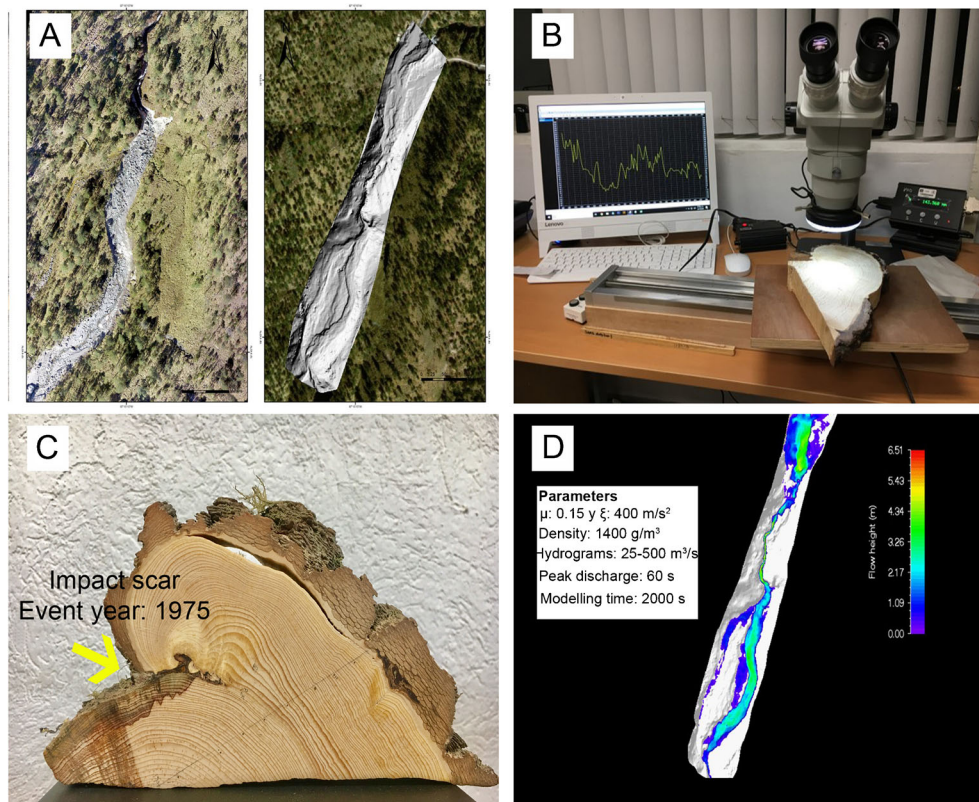 A
B
Lenovo
C
Impact scar
Event year: 1975
D
Parameters
μ: 0.15 y ξ: 400 m/s²
Density: 1400 g/m³
Hydrograms: 25-500 m³/s
Peak discharge: 60 s
Modelling time: 2000 s
6.51
5.43
4.34
3.26
2.17
1.09
0.00
Flow height (m)